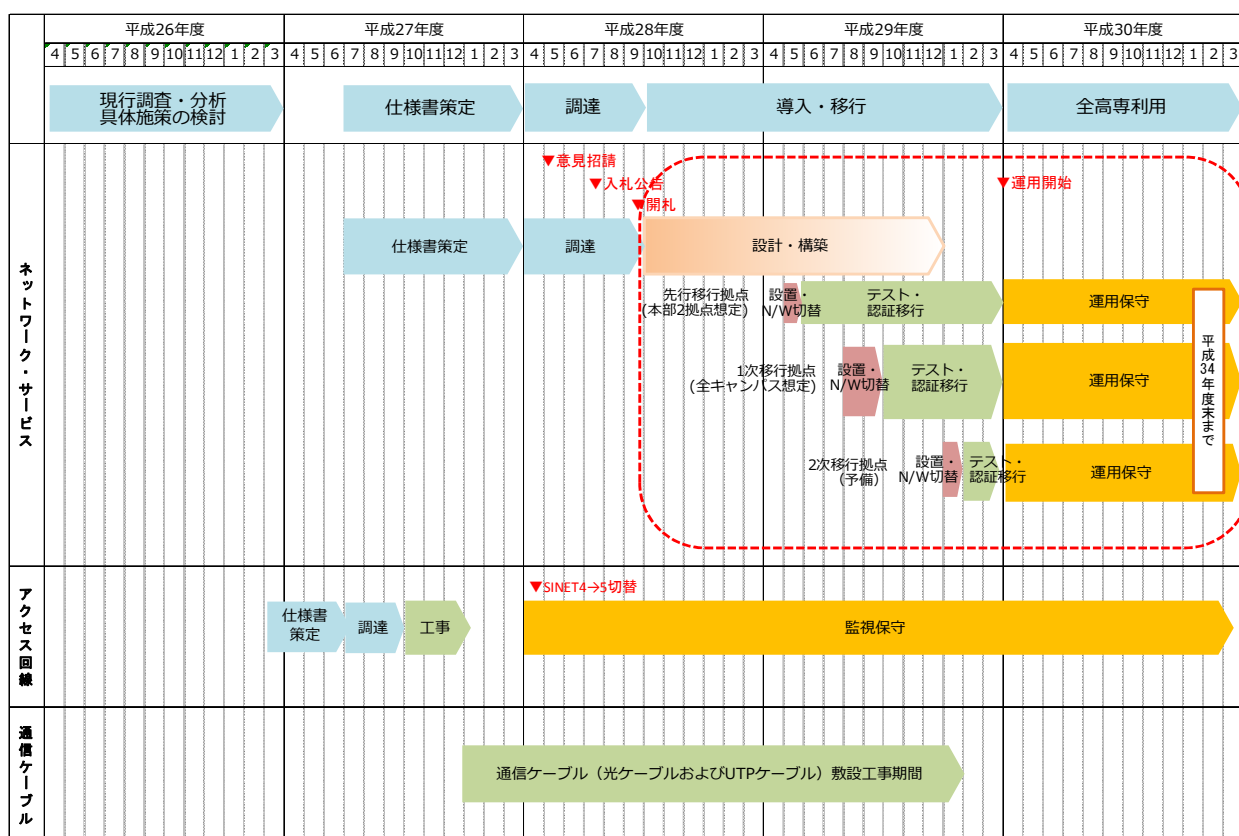 平成26年度 平成27年度 平成28年度 平成29年度 平成30年度
4 5 6 7 8 9 10 11 12 1 2 3 4 5 6 7 8 9 10 11 12 1 2 3 4 5 6 7 8 9 10 11 12 1 2 3 4 5 6 7 8 9 10 11 12 1 2 3 4 5 6 7 8 9 10 11 12 1 2 3
現行調査・分析
具体施策の検討
仕様書策定
調達
導入・移行
全高専利用
ネットワーク・サービス
▼意見招請
▼入札公告
▼開札
▼運用開始
仕様書策定
調達
設計・構築
先行移行拠点
(本部2拠点想定)
設置・
N/W切替
テスト・
認証移行
運用保守
1次移行拠点
(全キャンパス想定)
設置・
N/W切替
テスト・
認証移行
運用保守
2次移行拠点
(予備)
設置・
N/W切替
テスト・
認証移行
運用保守
平成34年度末まで
アクセス回線
▼SINET4→5切替
仕様書
策定
調達
工事
監視保守
通信ケーブル
通信ケーブル（光ケーブルおよびUTPケーブル）敷設工事期間